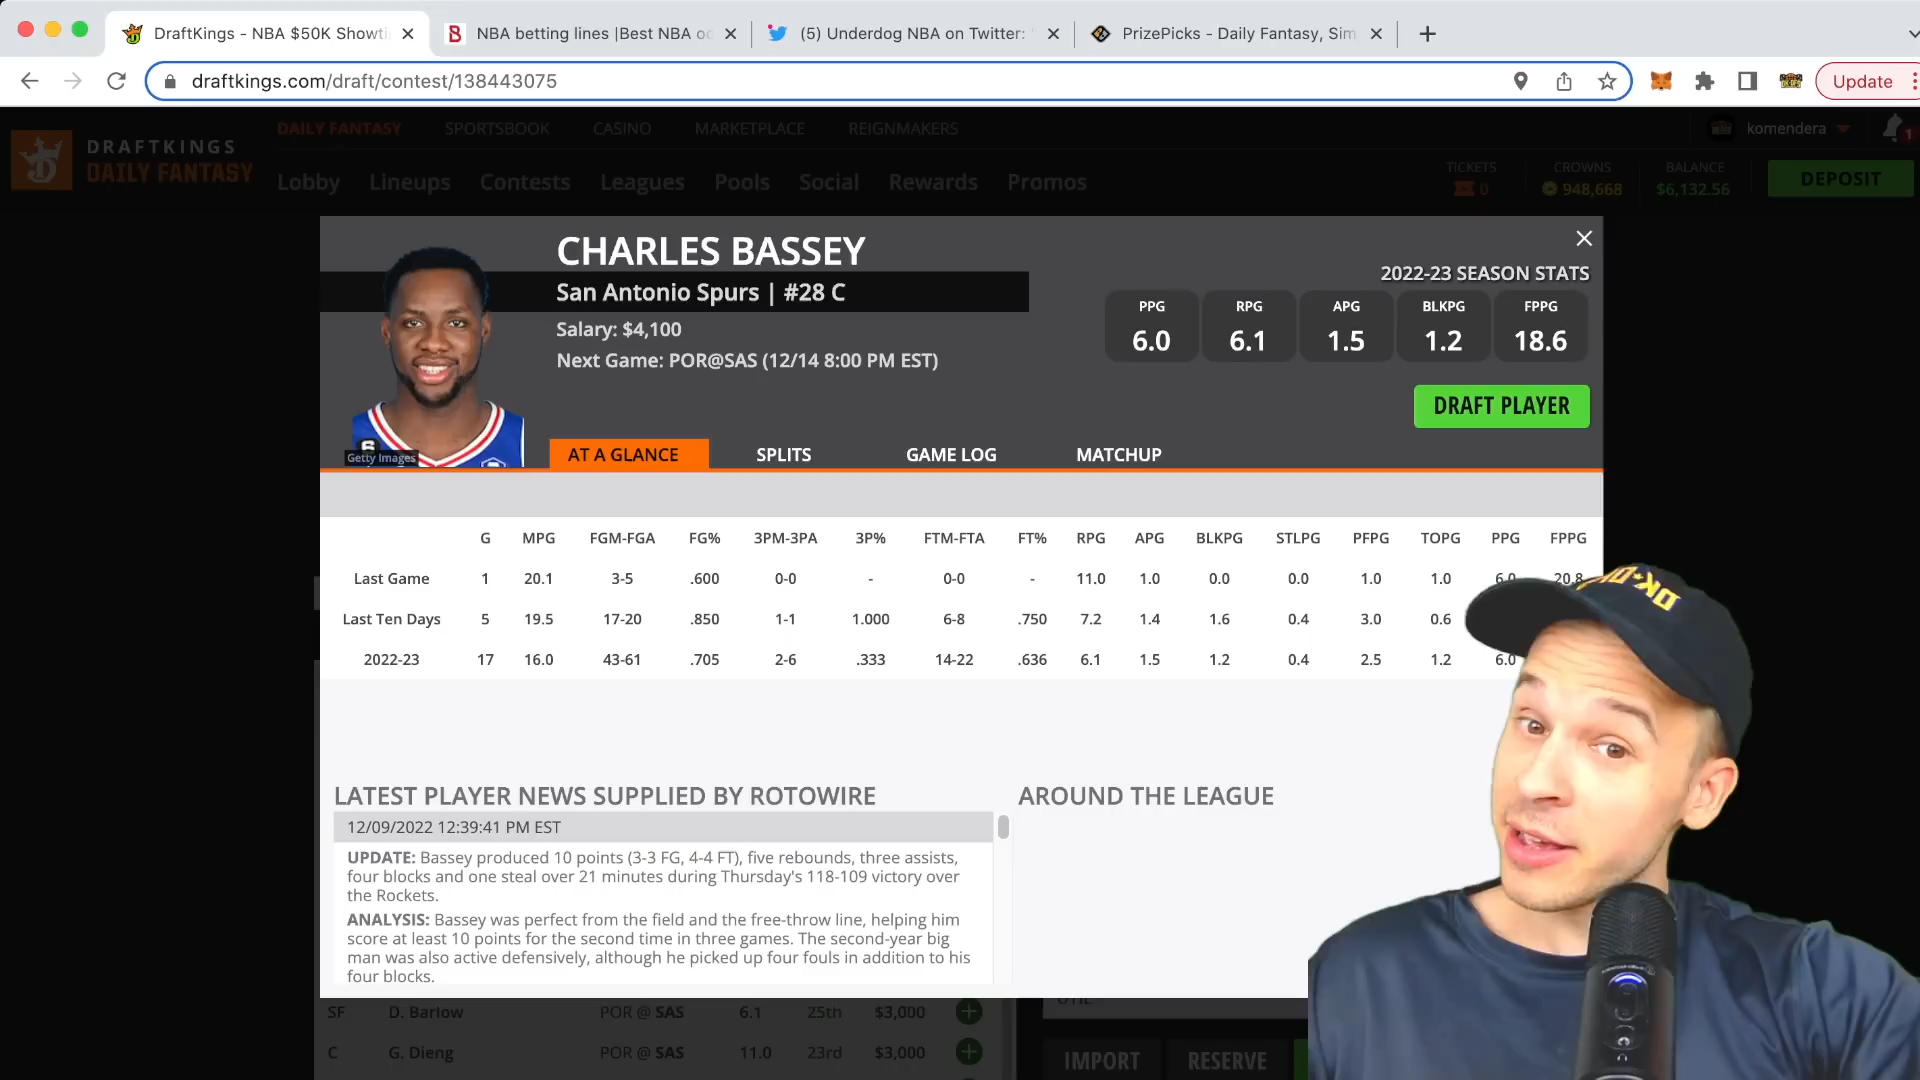 DraftKings - NBA $50K Showti
NBA betting lines |Best NBA o
(5) Underdog NBA on Twitter:
PrizePicks - Daily Fantasy, Sim
draftkings.com/draft/contest/138443075
Update
DAILY FANTASY
SPORTSBOOK
CASINO
MARKETPLACE
REIGNMAKERS
komendera
1
DRAFTKINGS
DAILY FANTASY
Lobby
Lineups
Contests
Leagues
Pools
Social
Rewards
Promos
TICKETS
0
CROWNS
948,668
BALANCE
$6,132.56
DEPOSIT
CHARLES BASSEY
San Antonio Spurs | #28 C
Salary: $4,100
Next Game: POR@SAS (12/14 8:00 PM EST)
2022-23 SEASON STATS
PPG RPG APG BLKPG FPPG
6.0 6.1 1.5 1.2 18.6
DRAFT PLAYER
Getty Images
AT A GLANCE
SPLITS
GAME LOG
MATCHUP
G MPG FGM-FGA FG% 3PM-3PA 3P% FTM-FTA FT% RPG APG BLKPG STLPG PFPG TOPG PPG FPPG
Last Game 1 20.1 3-5 .600 0-0 - 0-0 - 11.0 1.0 0.0 0.0 1.0 1.0 6.0 20.8
Last Ten Days 5 19.5 17-20 .850 1-1 1.000 6-8 .750 7.2 1.4 1.6 0.4 3.0 0.6
2022-23 17 16.0 43-61 .705 2-6 .333 14-22 .636 6.1 1.5 1.2 0.4 2.5 1.2 6.0
LATEST PLAYER NEWS SUPPLIED BY ROTOWIRE
12/09/2022 12:39:41 PM EST
UPDATE: Bassey produced 10 points (3-3 FG, 4-4 FT), five rebounds, three assists,
four blocks and one steal over 21 minutes during Thursday's 118-109 victory over
the Rockets.
ANALYSIS: Bassey was perfect from the field and the free-throw line, helping him
score at least 10 points for the second time in three games. The second-year big
man was also active defensively, although he picked up four fouls in addition to his
four blocks.
AROUND THE LEAGUE
SF D. Barlow POR @ SAS 6.1 25th $3,000
C G. Dieng POR @ SAS 11.0 23rd $3,000
IMPORT
RESERVE